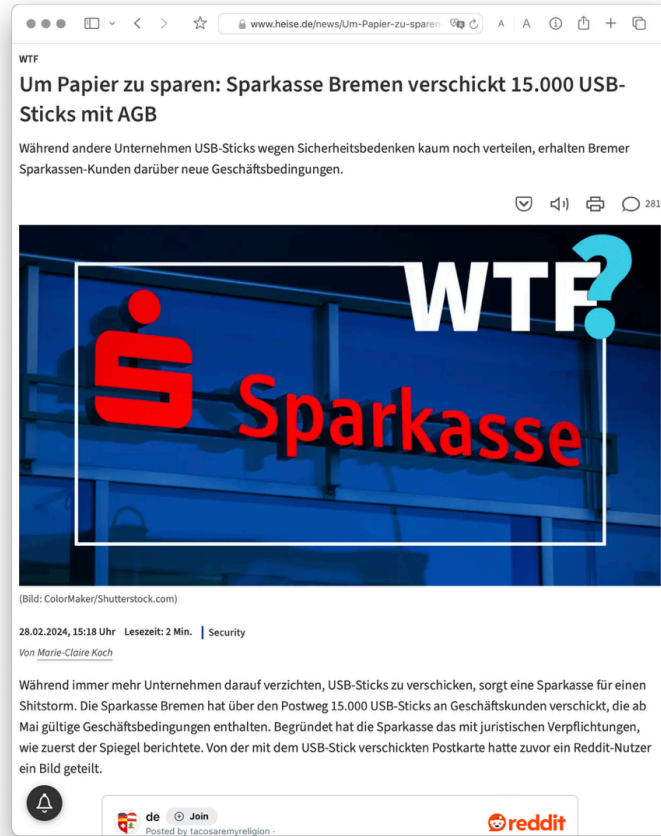 www.heise.de/news/Um-Papier-zu-sparen
A A
WTF
Um Papier zu sparen: Sparkasse Bremen verschickt 15.000 USB-
Sticks mit AGB
Während andere Unternehmen USB-Sticks wegen Sicherheitsbedenken kaum noch verteilen, erhalten Bremer
Sparkassen-Kunden darüber neue Geschäftsbedingungen.
281
WTF?
Sparkasse
(Bild: ColorMaker/Shutterstock.com)
28.02.2024, 15:18 Uhr Lesezeit: 2 Min. | Security
Von Marie-Claire Koch
Während immer mehr Unternehmen darauf verzichten, USB-Sticks zu verschicken, sorgt eine Sparkasse für einen
Shitstorm. Die Sparkasse Bremen hat über den Postweg 15.000 USB-Sticks an Geschäftskunden verschickt, die ab
Mai gültige Geschäftsbedingungen enthalten. Begründet hat die Sparkasse das mit juristischen Verpflichtungen,
wie zuerst der Spiegel berichtete. Von der mit dem USB-Stick verschickten Postkarte hatte zuvor ein Reddit-Nutzer
ein Bild geteilt.
de Join
reddit
Posted by tacosaremyreligion -